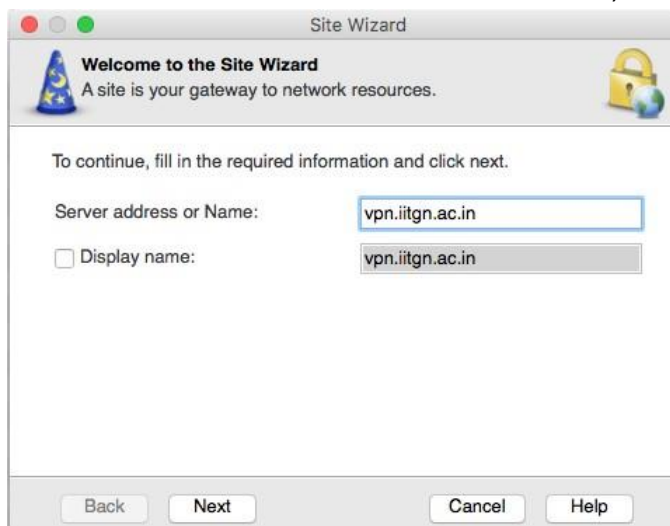 Site Wizard
Welcome to the Site Wizard
A site is your gateway to network resources.
To continue, fill in the required information and click next.
Server address or Name: vpn.iitgn.ac.in
Display name: vpn.iitgn.ac.in
Back Next Cancel Help